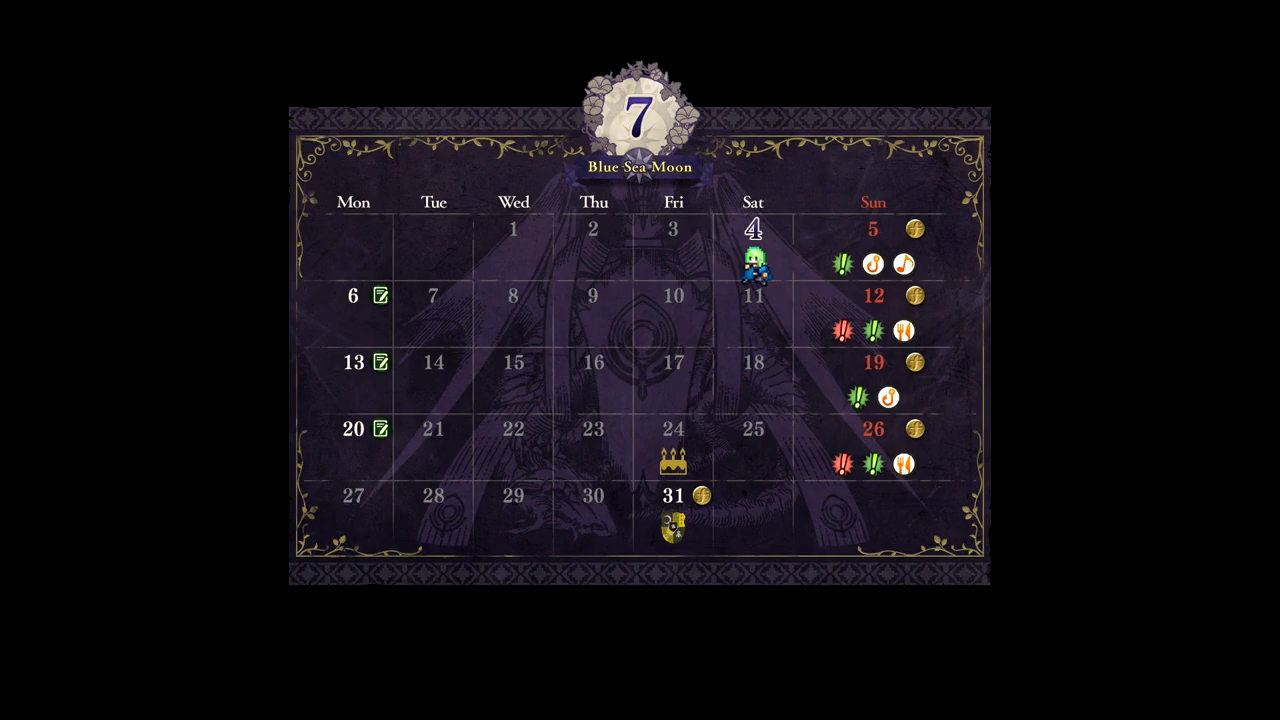 7
Blue Sea Moon
Mon Tue Wed Thu Fri Sat Sun
1 2 3 4 5
6 7 8 9 10 11 12
13 14 15 16 17 18 19
20 21 22 23 24 25 26
27 28 29 30 31